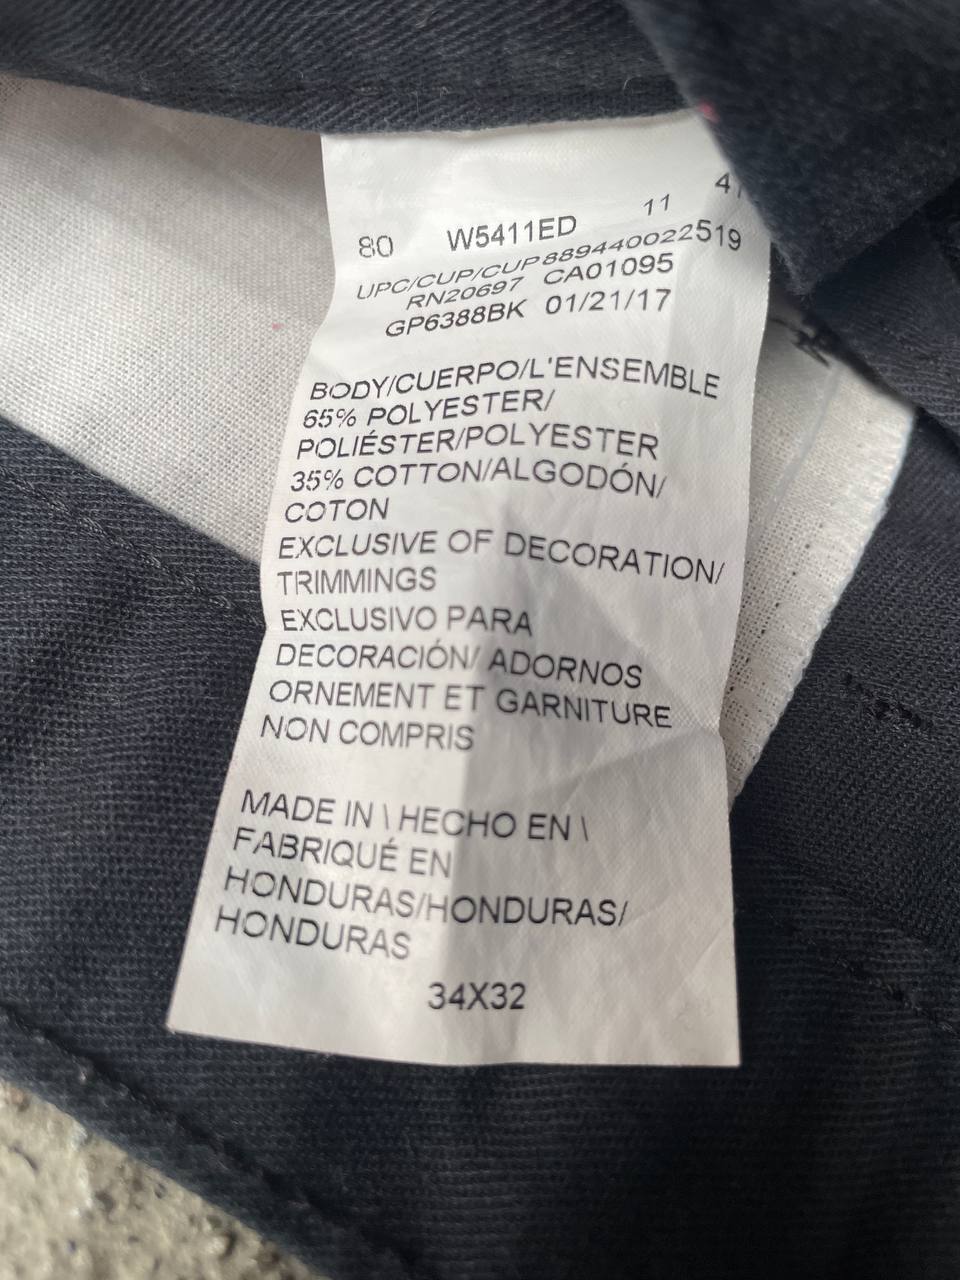 80 W5411ED 11
UPC/CUP/CUP889440022519
RN20697 CA01095
GP6388BK 01/21/17
BODY/CUERPO/L'ENSEMBLE
65% POLYESTER/
POLIÉSTER/POLYESTER
35% COTTON/ALGODÓN/
COTON
EXCLUSIVE OF DECORATION/
TRIMMINGS
EXCLUSIVO PARA
DECORACIÓN/ ADORNOS
ORNEMENT ET GARNITURE
NON COMPRIS
MADE IN \ HECHO EN \
FABRIQUÉ EN
HONDURAS/HONDURAS/
HONDURAS
34X32